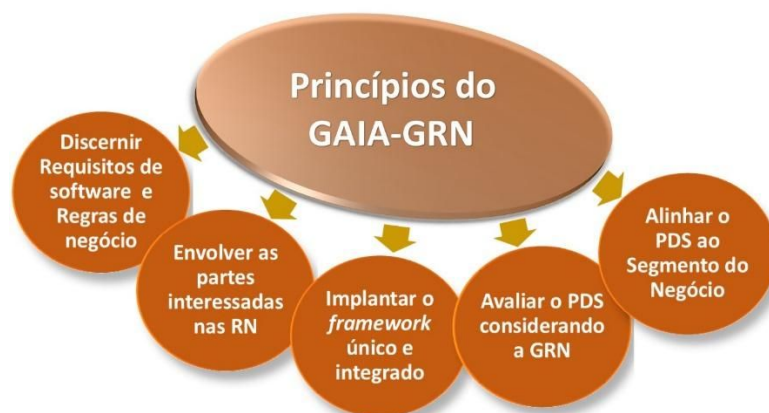 Princípios do
GAIA-GRN
Discernir
Requisitos de
software e
Regras de
negócio
Envolver as
partes
interessadas
nas RN
Implantar o
framework
único e
integrado
Avaliar o PDS
considerando
a GRN
Alinhar o
PDS ao
Segmento do
Negócio